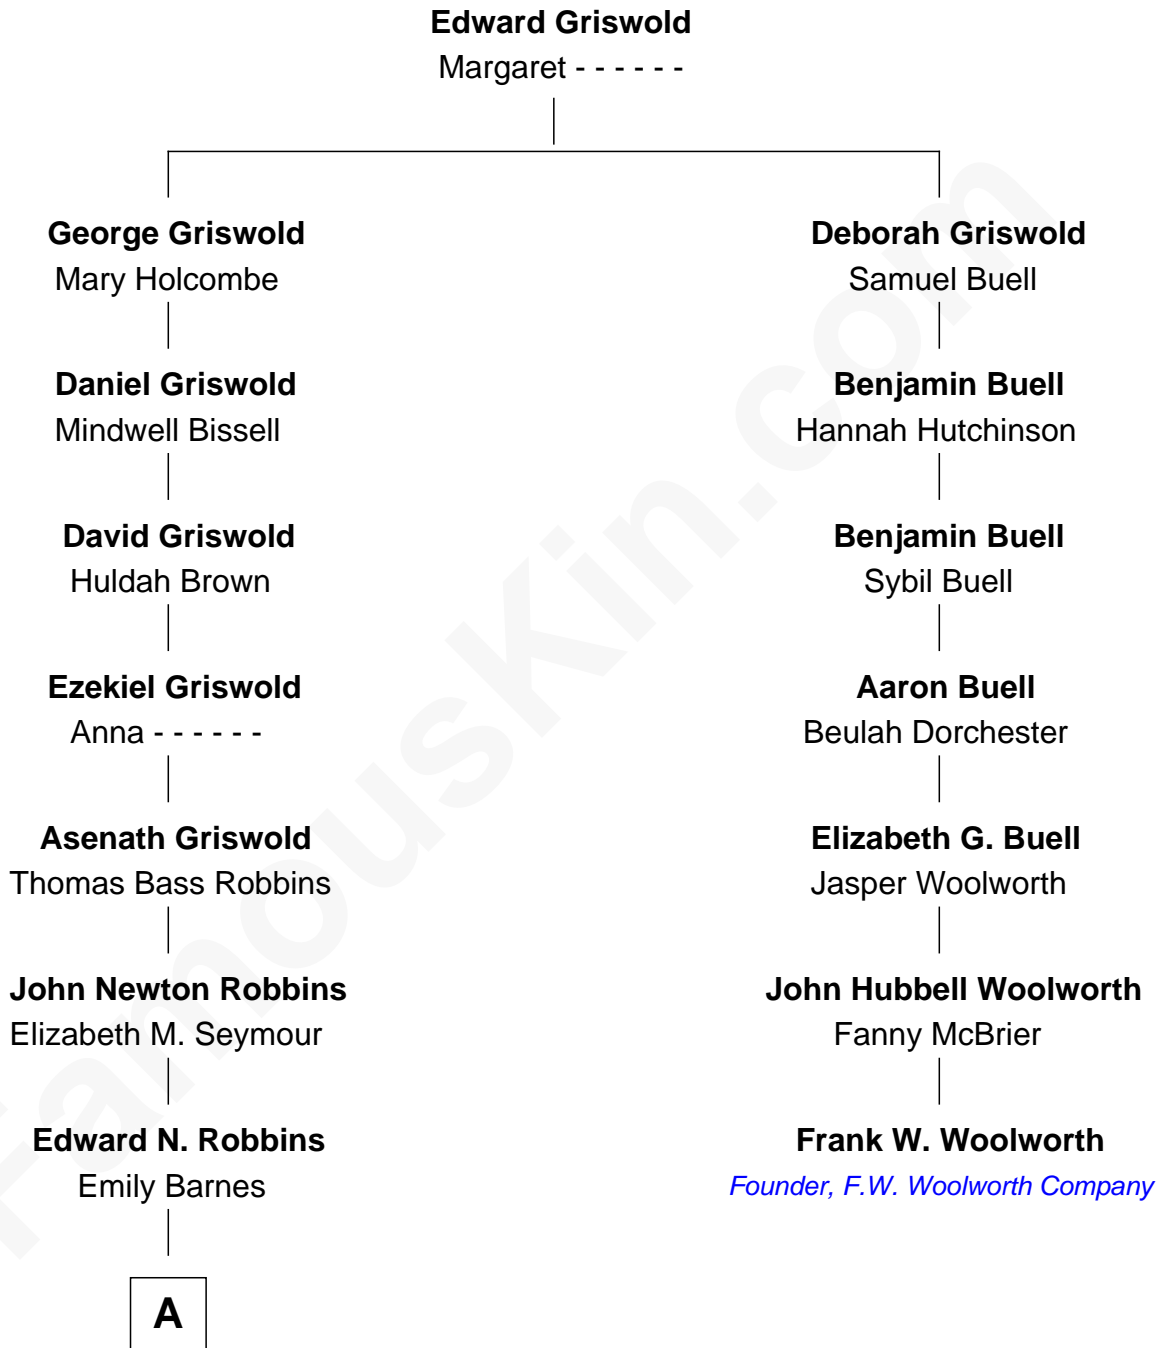 Edward Griswold
Margaret - - - - - -
George Griswold
Mary Holcombe
Deborah Griswold
Samuel Buell
Daniel Griswold
Mindwell Bissell
Benjamin Buell
Hannah Hutchinson
David Griswold
Huldah Brown
Benjamin Buell
Sybil Buell
Ezekiel Griswold
Anna - - - - - -
Aaron Buell
Beulah Dorchester
Asenath Griswold
Thomas Bass Robbins
Elizabeth G. Buell
Jasper Woolworth
John Newton Robbins
Elizabeth M. Seymour
John Hubbell Woolworth
Fanny McBrier
Edward N. Robbins
Emily Barnes
Frank W. Woolworth
Founder, F.W. Woolworth Company
A
FamousKin.com